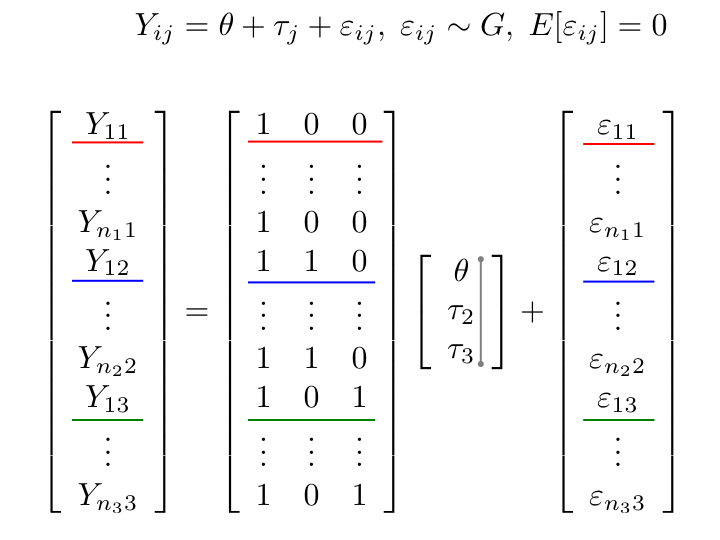 Y_{ij} = θ + τ_j + ε_{ij}, ε_{ij} ∼ G, E[ε_{ij}] = 0
Y_{11} 1 0 0 ε_{11}
⋮ ⋮ ⋮ ⋮ ⋮
Y_{n_1 1} 1 0 0 ε_{n_1 1}
Y_{12} 1 1 0 θ ε_{12}
⋮ = ⋮ ⋮ ⋮ τ_2 + ⋮
Y_{n_2 2} 1 1 0 τ_3 ε_{n_2 2}
Y_{13} 1 0 1 ε_{13}
⋮ ⋮ ⋮ ⋮ ⋮
Y_{n_3 3} 1 0 1 ε_{n_3 3}